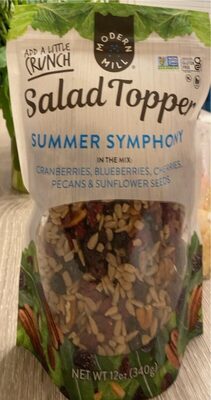 MODERN
MILL
ADD A LITTLE
CRUNCH
Salad Topper
SUMMER SYMPHONY
IN THE MIX:
CRANBERRIES, BLUEBERRIES, CHERRIES,
PECANS & SUNFLOWER SEEDS
NET WT 12oz (340g)